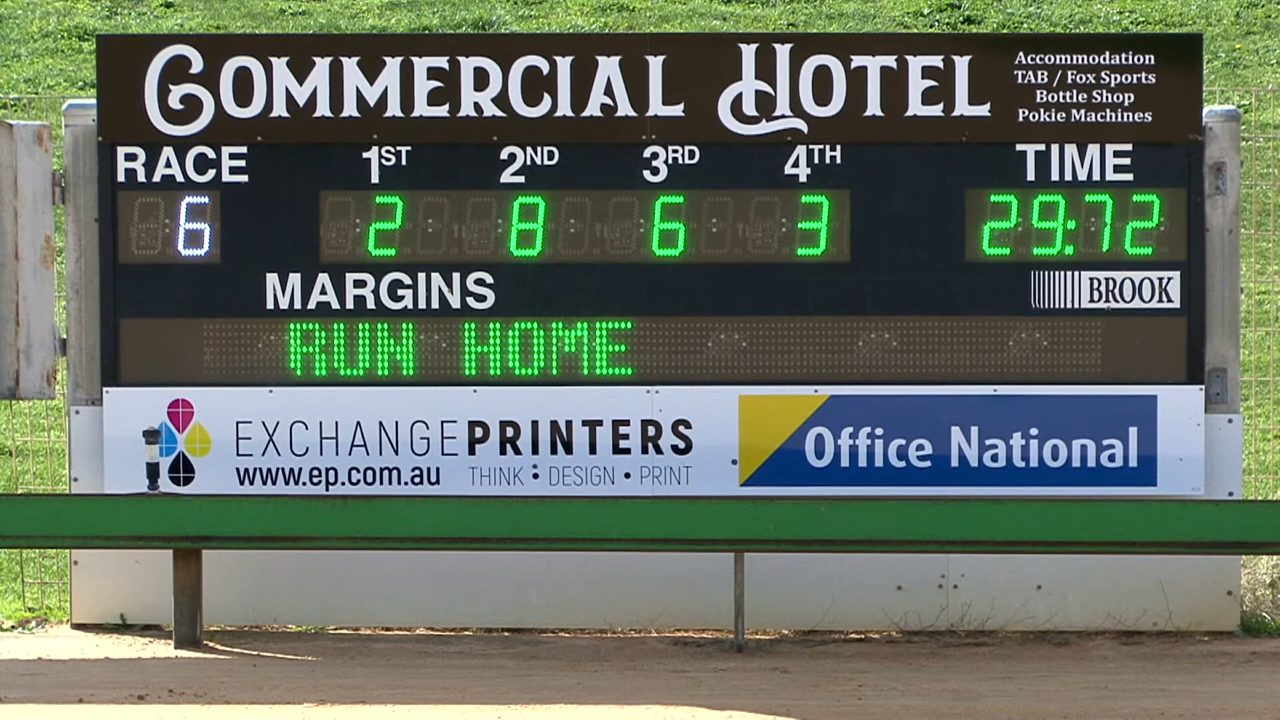 COMMERCIAL HOTEL
Accommodation
TAB / Fox Sports
Bottle Shop
Pokie Machines
RACE 1ST 2ND 3RD 4TH TIME
6 2 8 6 3 29:72
MARGINS
BROOK
RUN HOME
EXCHANGEPRINTERS
www.ep.com.au THINK : DESIGN • PRINT
Office National